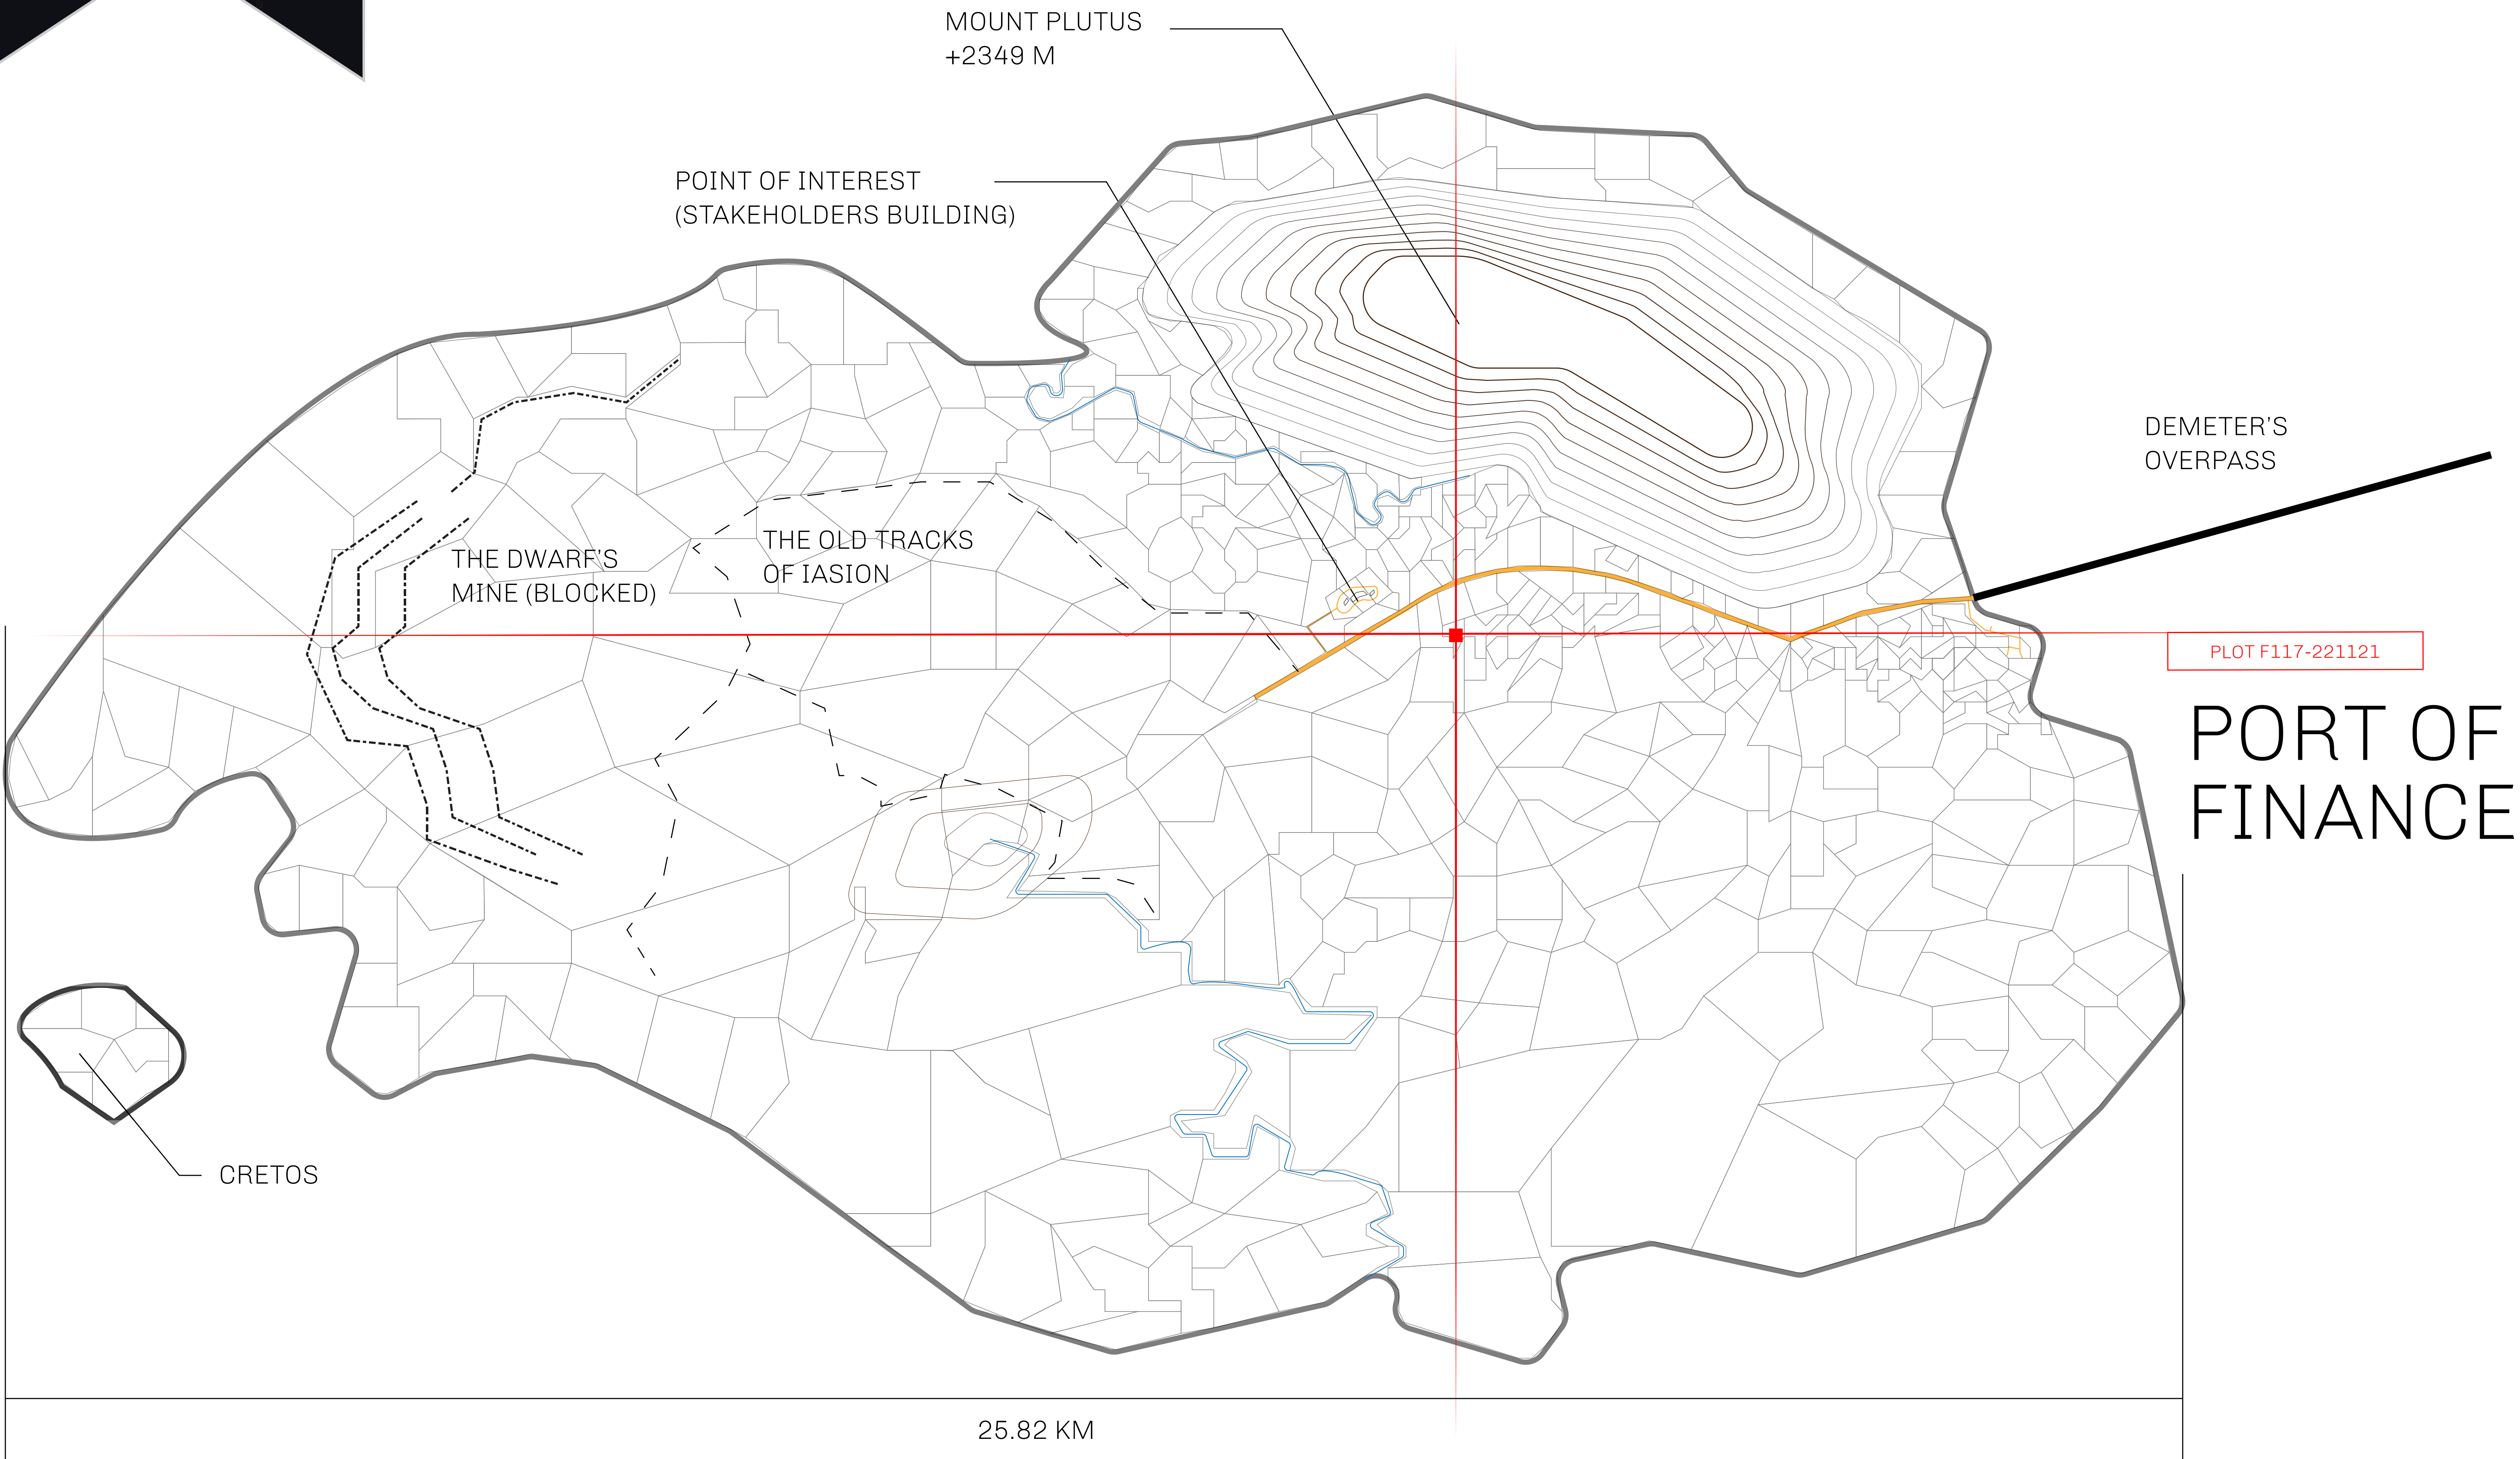 MOUNT PLUTUS
+2349 M
POINT OF INTEREST
(STAKEHOLDERS BUILDING)
DEMETER'S
OVERPASS
THE DWARF'S
MINE (BLOCKED)
THE OLD TRACKS
OF IASION
PLOT F117-221121
PORT OF
FINANCE
CRETOS
25.82 KM